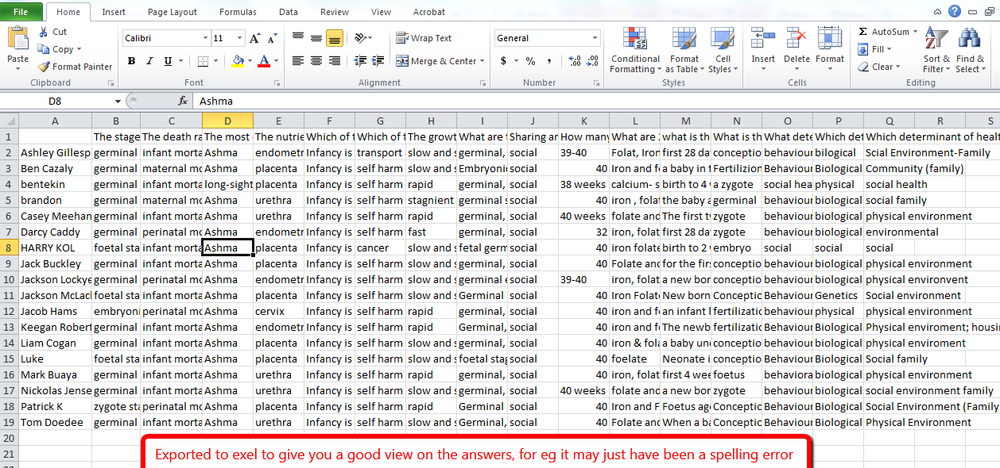 File Home Insert Page Layout Formulas Data Review View Acrobat
Paste Cut Copy Format Painter Clipboard
Calibri 11 A A B I U A Font
Wrap Text Merge & Center Alignment
General $ % , Number
Conditional Formatting Format as Table Cell Styles Styles
Insert Delete Format Cells
Σ AutoSum Fill Clear Sort & Filter Find & Select Editing
D8 fx Ashma
A B C D E F G H I J K L M N O P Q R S
1 The stage The death ra The most The nutrie Which of t Which of t The growt What are t Sharing ar How many What are 2 what is th What is th What dete Which det Which determinant of healt
2 Ashley Gillesp germinal infant morta Ashma endometr Infancy is transport slow and s germinal, social 39-40 Folat, Iron first 28 da conceptio Behaviour bilogical Scial Environment-Family
3 Ben Cazaly germinal maternal mo Ashma placenta Infancy is self harm slow and s Embryoni social 40 Iron and fo a baby in t Fertilizion Behaviour Biological Community (family)
4 bentekin germinal infant morta long-sight placenta Infancy is self harm rapid germinal, social 38 weeks calcium- s birth to 4 w a zygote social hea physical social health
5 brandon germinal maternal mo Ashma urethra Infancy is self harm stagnient germinal s social 40 iron , folat the baby a germinal behaviour biological social family
6 Casey Meehan germinal infant morta Ashma urethra Infancy is self harm rapid germinal, social 40 weeks folate and The first t zygote behaviour biological physical environment
7 Darcy Caddy germinal perinatal mo Ashma endometr Infancy is self harm fast germinal, social 32 iron, folat first 28 da zygote behaviour biological environmental
8 HARRY KOL foetal sta infant morta Ashma placenta Infancy is cancer slow and s fetal germ social 40 iron folate birth to 2 w embryo social social social
9 Jack Buckley germinal infant morta Ashma placenta Infancy is self harm slow and s germinal, social 40 Folate and for the firs conceptio behaviour biological physical environment
10 Jackson Lockye germinal perinatal mo Ashma endometr Infancy is self harm slow and s germinal e social 39-40 iron, folat a new bor conceptio behaviour biological physical environvent
11 Jackson McLacl foetal sta infant morta Ashma placenta Infancy is self harm slow and s Germinal social 40 Iron Folate New born Conceptic Behaviour Genetics Social environment
12 Jacob Hams embryoni perinatal mo Ashma cervix Infancy is self harm rapid germinal, social 40 iron and fo an infant l fertilizatic behaviour physical physical environment
13 Keegan Robert germinal infant morta Ashma endometr Infancy is self harm rapid Germinal, social 40 iron and fo The newb fertilizatic Behaviour Biological Physical enviroment; housin
14 Liam Cogan germinal infant morta Ashma placenta Infancy is self harm slow and s germinal, social 40 iron & fola a baby und conceptio behaviour biological physical enviroment
15 Luke foetal sta infant morta Ashma placenta Infancy is self harm slow and s foetal stag social 40 foelate Neonate i conceptio Behaviour Biological Social family
16 Mark Buaya germinal infant morta Ashma urethra Infancy is self harm rapid germinal, social 40 iron, folat first 4 wee foetus behaviora biological physical environment
17 Nickolas Jense germinal infant morta Ashma urethra Infancy is self harm rapid germinal, social 40 weeks folate and a new bor zygote behaviour biological social environment family
18 Patrick K zygote sta perinatal mo Ashma placenta Infancy is self harm rapid Germinal social 40 Iron and F Foetus age Conceptic Behaviour Biological Social Environment (Family
19 Tom Doedee germinal infant morta Ashma urethra Infancy is self harm slow and s germinal, social 40 Folate and When a ba Conceptic Behaviour Biological Physical Environment
20
21
Exported to exel to give you a good view on the answers, for eg it may just have been a spelling error